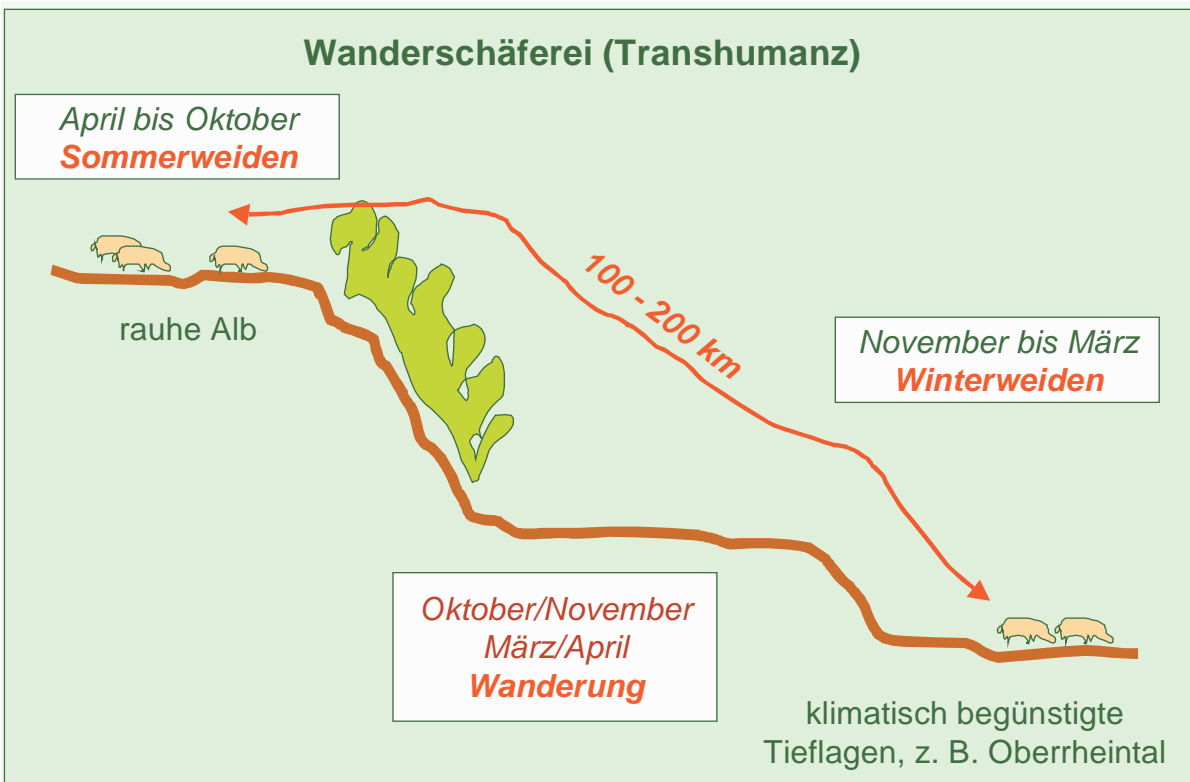 Wanderschäferei (Transhumanz)
April bis Oktober
Sommerweiden
rauhe Alb
100 - 200 km
November bis März
Winterweiden
Oktober/November
März/April
Wanderung
klimatisch begünstigte
Tieflagen, z. B. Oberrheintal